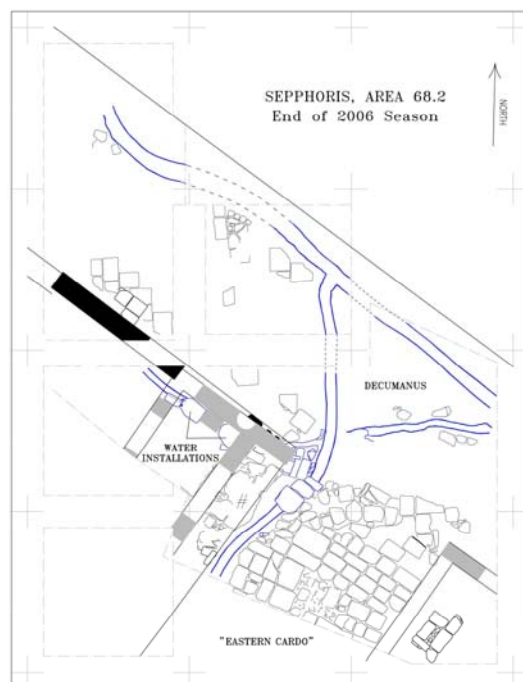 SEPPHORIS, AREA 68.2
End of 2006 Season
NORTH
DECUMANUS
WATER
INSTALLATIONS
"EASTERN CARDO"